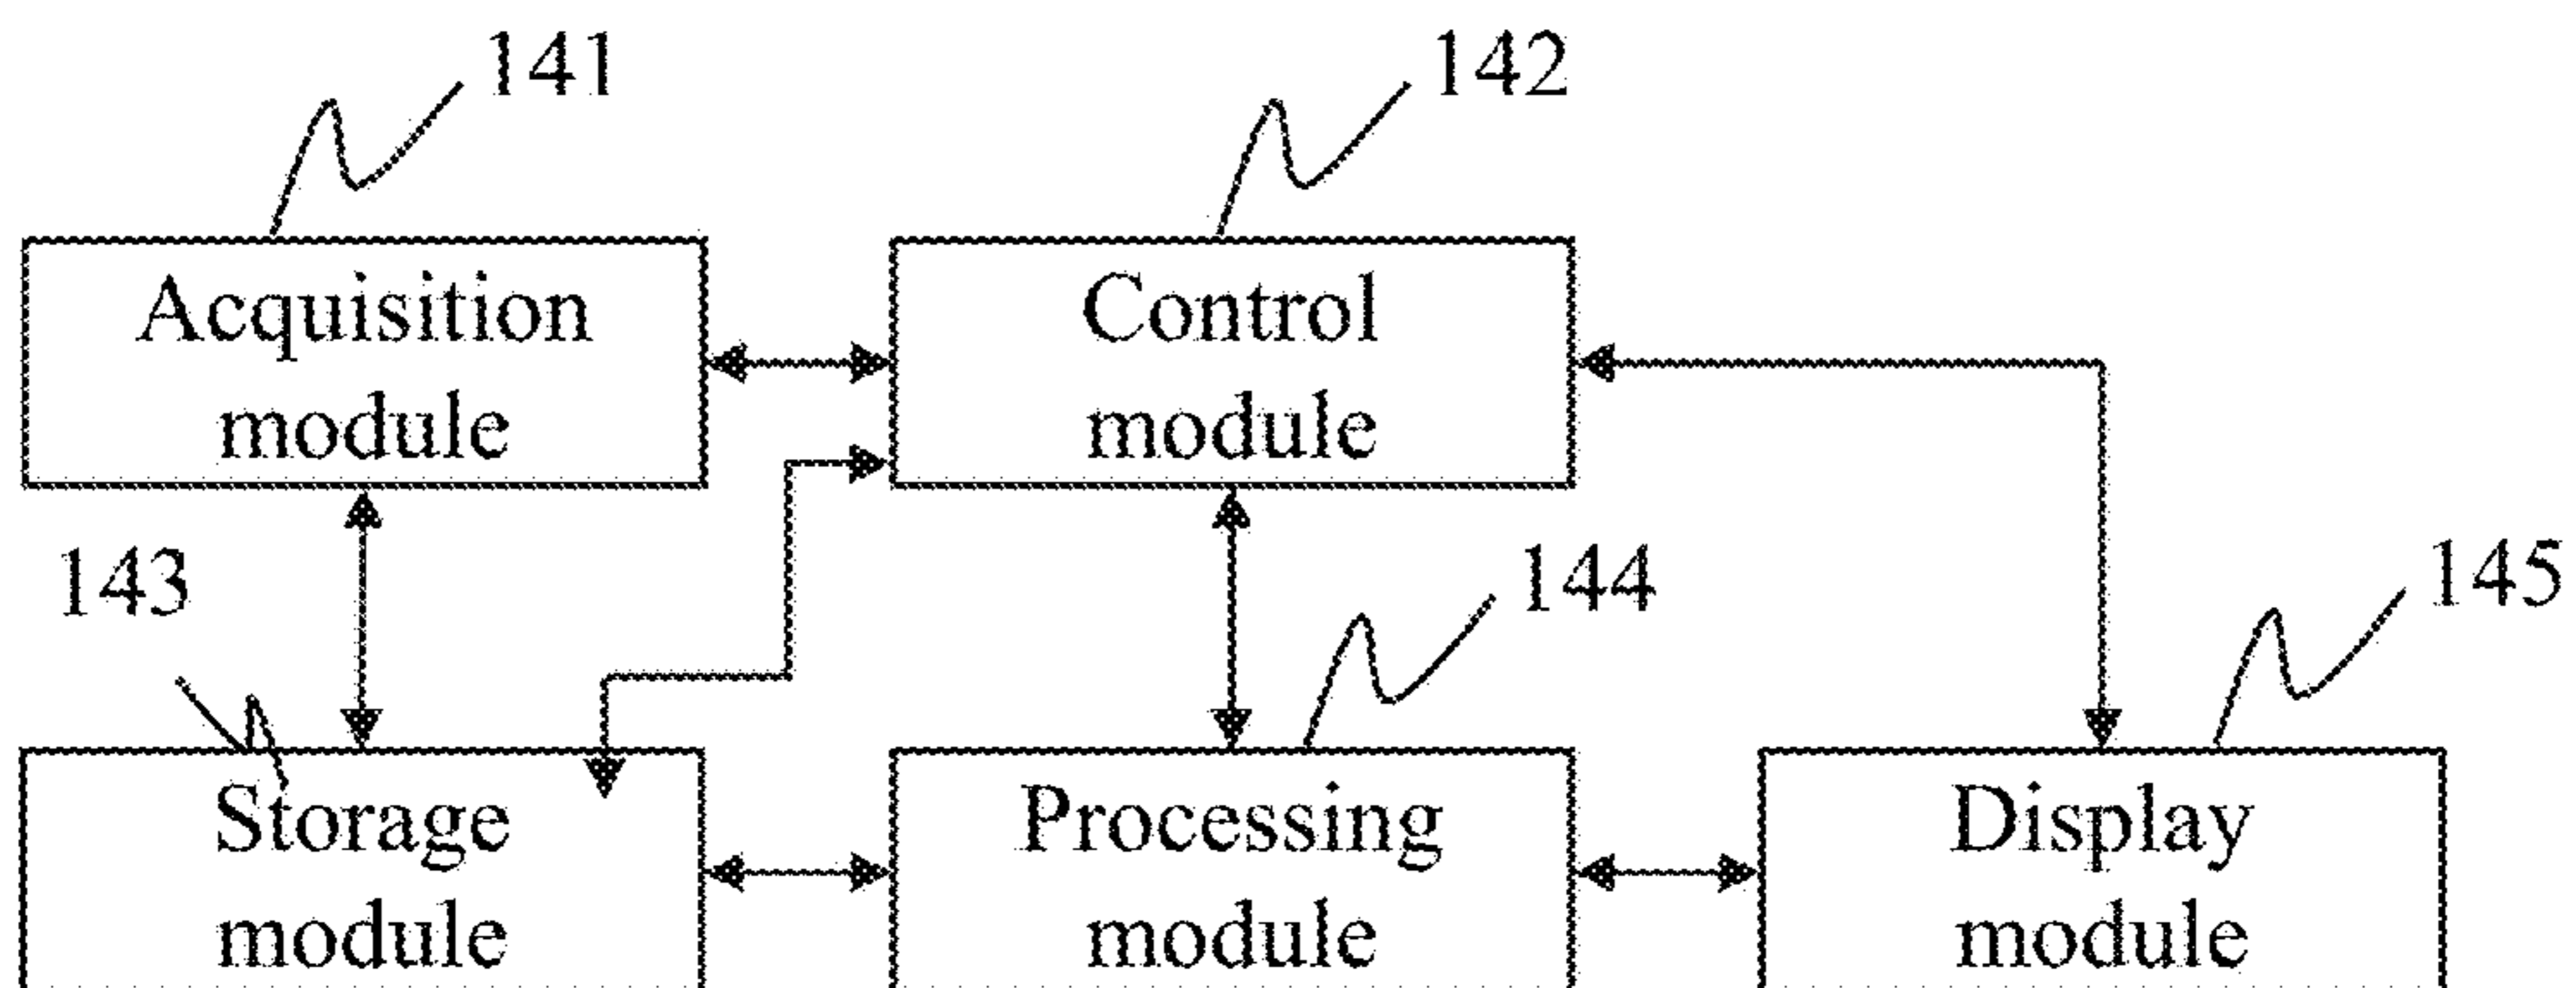 141
142
Acquisition
module
Control
module
143
144
145
Storage
module
Processing
module
Display
module